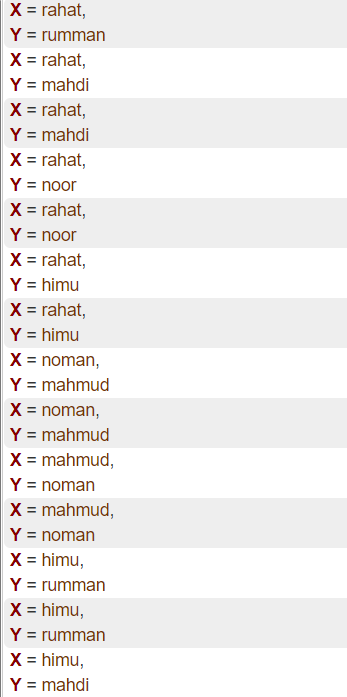 X = rahat,
Y = rumman
X = rahat,
Y = mahdi
X = rahat,
Y = mahdi
X = rahat,
Y = noor
X = rahat,
Y = noor
X = rahat,
Y = himu
X = rahat,
Y = himu
X = noman,
Y = mahmud
X = noman,
Y = mahmud
X = mahmud,
Y = noman
X = mahmud,
Y = noman
X = himu,
Y = rumman
X = himu,
Y = rumman
X = himu,
Y = mahdi